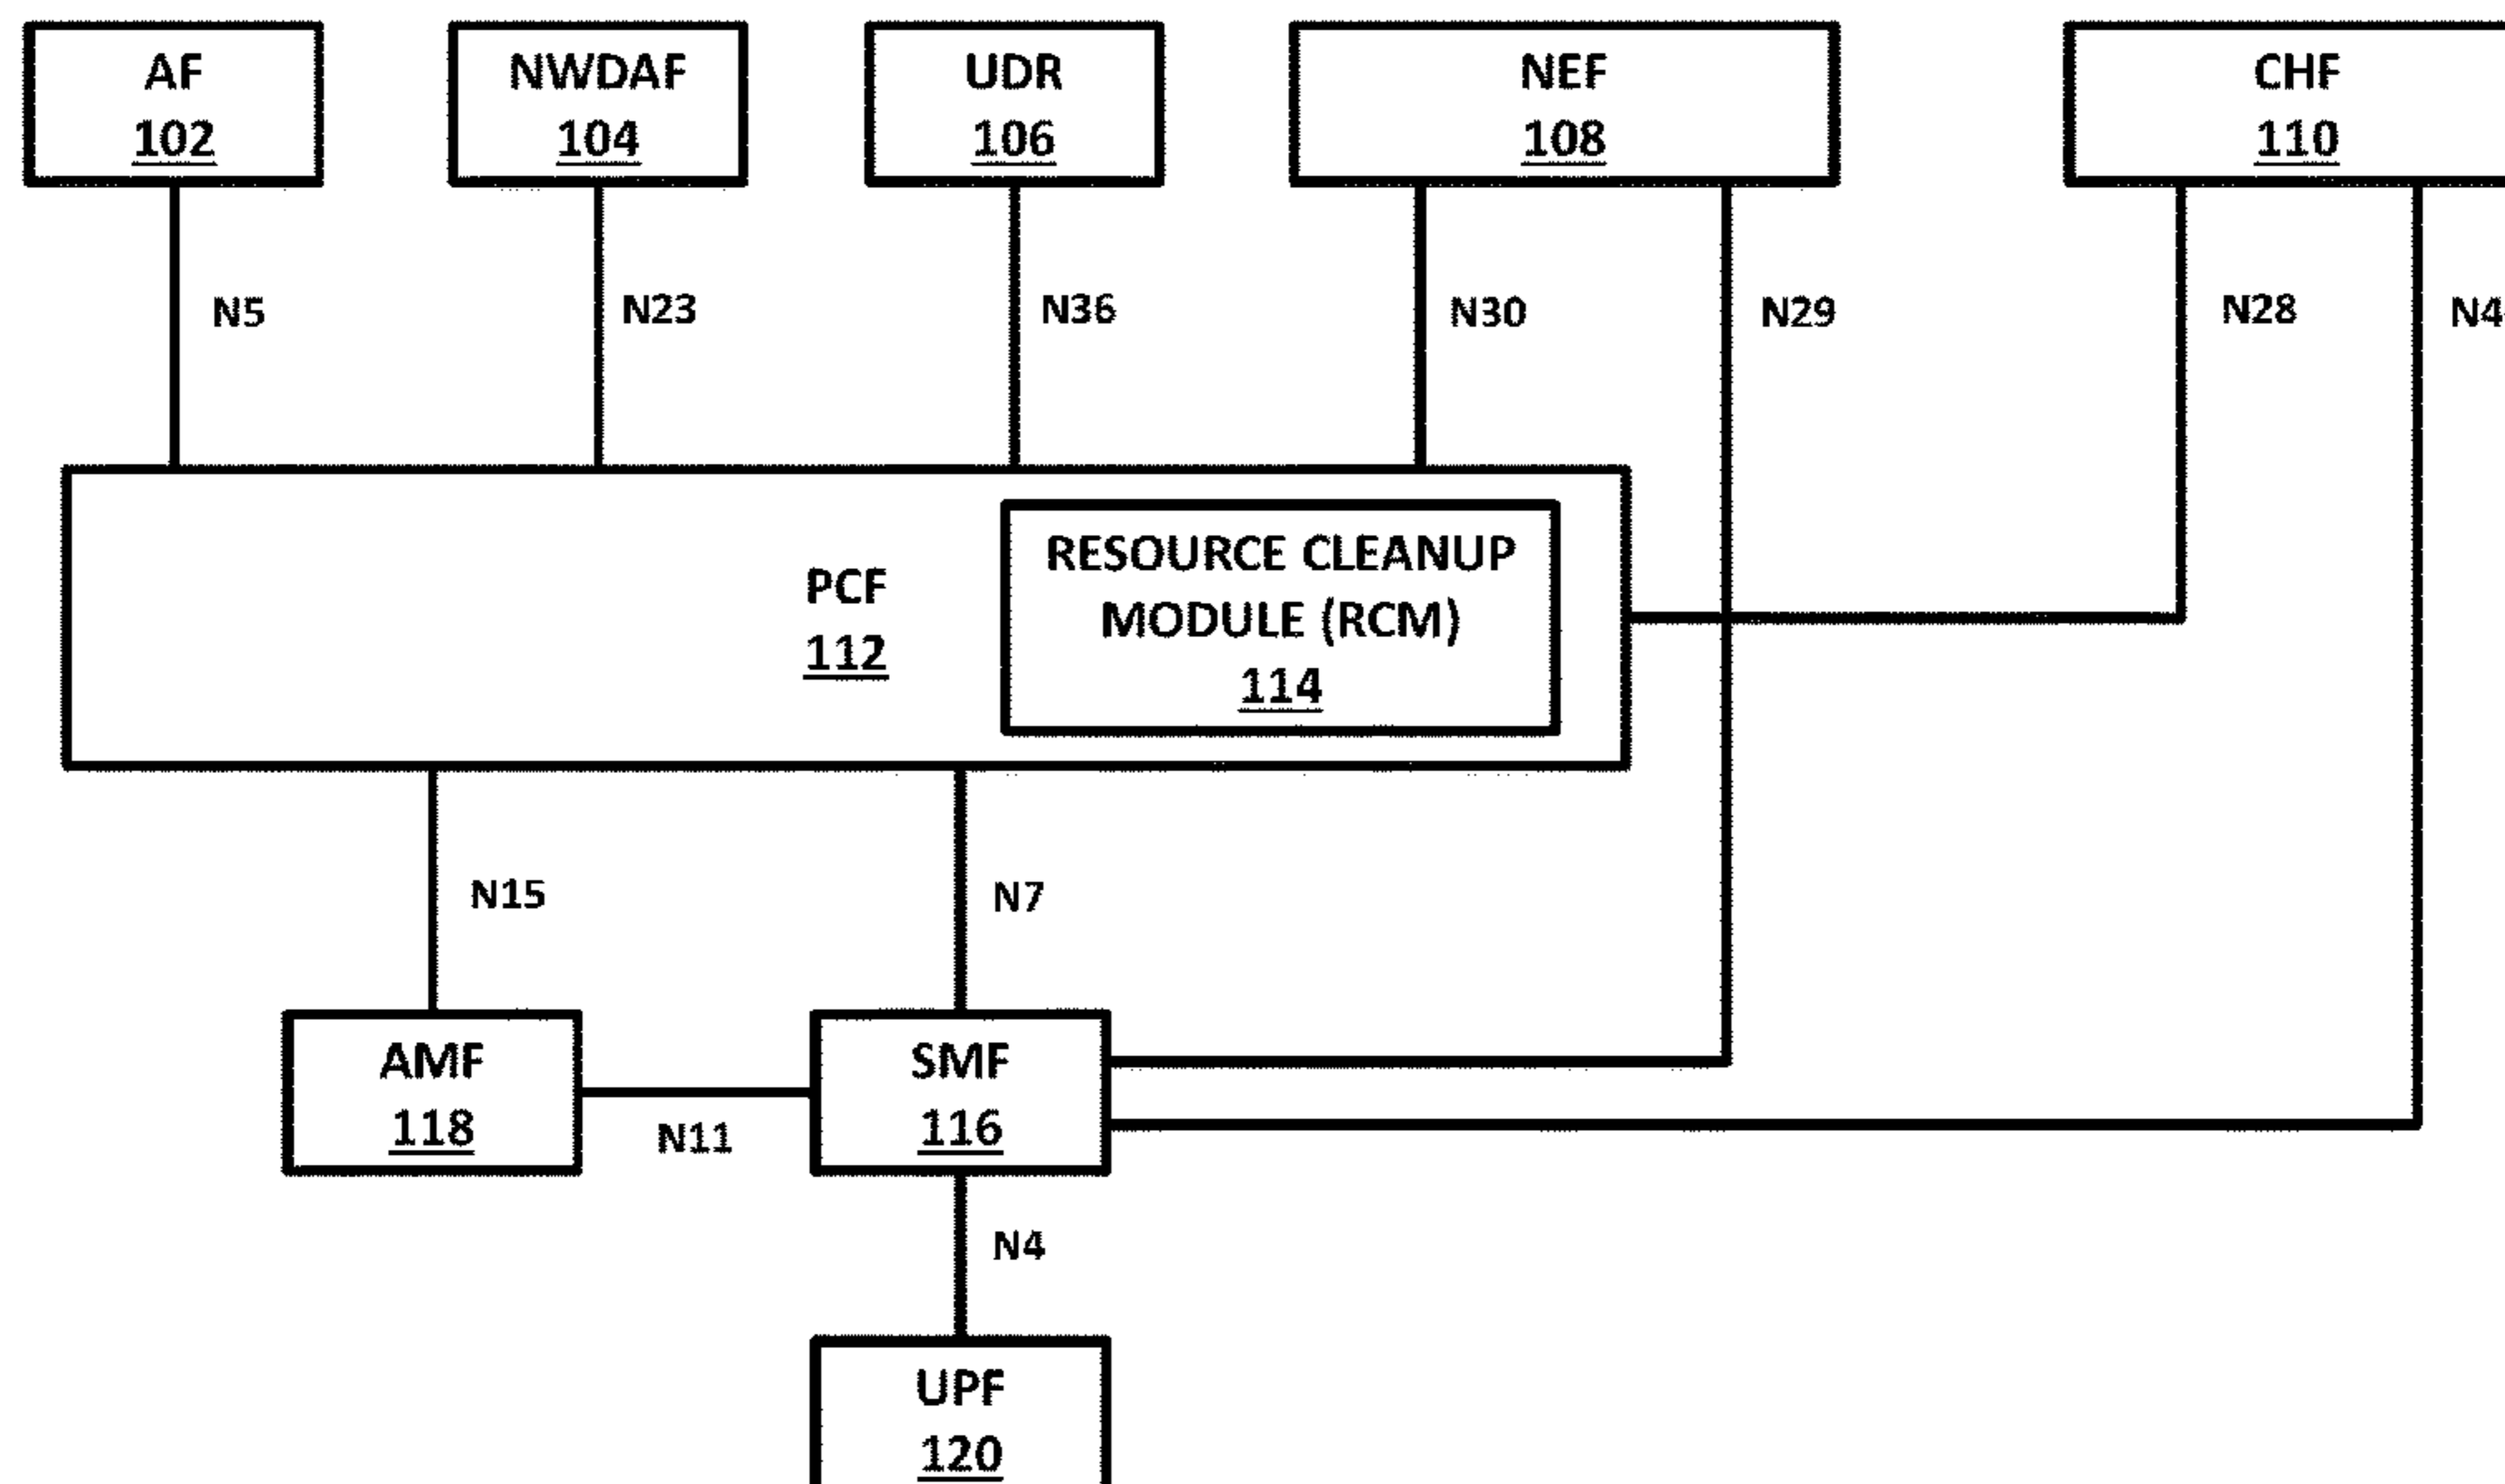 AF
102
NWDAF
104
UDR
106
NEF
108
CHF
110
N5
N23
N36
N30
N29
N28
RESOURCE CLEANUP
MODULE (RCM)
114
PCF
112
N15
N7
AMF
118
SMF
116
N11
N4
UPF
120